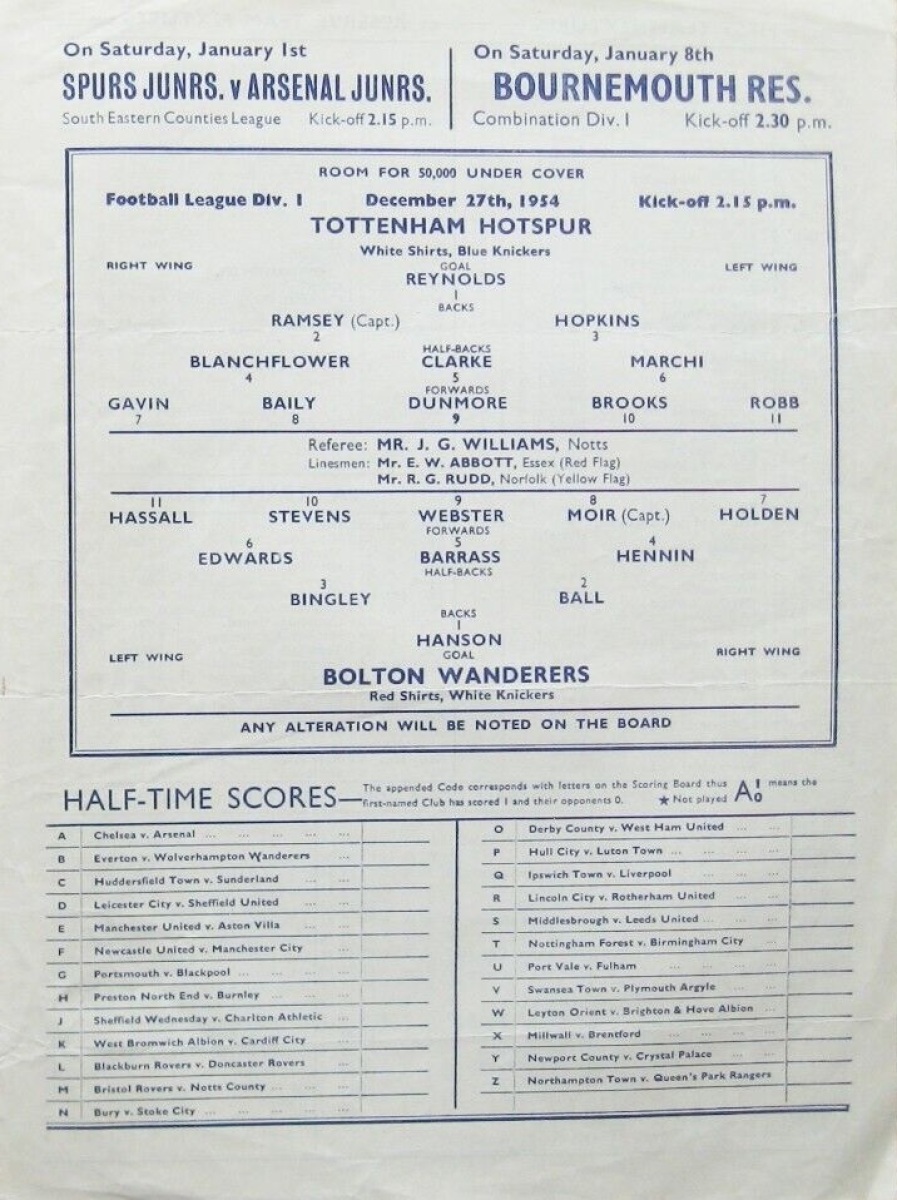 On Saturday, January 1st
SPURS JUNRS. v ARSENAL JUNRS.
South Eastern Counties League Kick-off 2.15 p.m.
On Saturday, January 8th
BOURNEMOUTH RES.
Combination Div. I Kick-off 2.30 p.m.
ROOM FOR 50,000 UNDER COVER
Football League Div. I December 27th, 1954 Kick-off 2.15 p.m.
TOTTENHAM HOTSPUR
White Shirts, Blue Knickers
RIGHT WING GOAL LEFT WING
REYNOLDS
1
BACKS
RAMSEY (Capt.) HOPKINS
2 3
HALF-BACKS
BLANCHFLOWER CLARKE MARCHI
4 5 6
FORWARDS
GAVIN BAILY DUNMORE BROOKS ROBB
7 8 9 10 11
Referee: MR. J. G. WILLIAMS, Notts
Linesmen: Mr. E. W. ABBOTT, Essex (Red Flag)
Mr. R. G. RUDD, Norfolk (Yellow Flag)
11 10 9 8 7
HASSALL STEVENS WEBSTER MOIR (Capt.) HOLDEN
FORWARDS
6 5 4
EDWARDS BARRASS HENNIN
HALF-BACKS
3 2
BINGLEY BALL
BACKS
1
HANSON
LEFT WING GOAL RIGHT WING
BOLTON WANDERERS
Red Shirts, White Knickers
ANY ALTERATION WILL BE NOTED ON THE BOARD
HALF-TIME SCORES—The appended Code corresponds with letters on the Scoring Board thus A 1 0 means the
first-named Club has scored 1 and their opponents 0. ★ Not played
A Chelsea v. Arsenal ... ... ... ... ...
B Everton v. Wolverhampton Wanderers ...
C Huddersfield Town v. Sunderland ... ...
D Leicester City v. Sheffield United ... ...
E Manchester United v. Aston Villa ... ...
F Newcastle United v. Manchester City ...
G Portsmouth v. Blackpool ... ... ... ...
H Preston North End v. Burnley ... ... ...
J Sheffield Wednesday v. Charlton Athletic ...
K West Bromwich Albion v. Cardiff City ...
L Blackburn Rovers v. Doncaster Rovers ...
M Bristol Rovers v. Notts County ... ... ...
N Bury v. Stoke City ... ... ... ... ...
O Derby County v. West Ham United ... ...
P Hull City v. Luton Town ... ... ... ...
Q Ipswich Town v. Liverpool ... ... ...
R Lincoln City v. Rotherham United ... ...
S Middlesbrough v. Leeds United ... ... ...
T Nottingham Forest v. Birmingham City ...
U Port Vale v. Fulham ... ... ... ...
V Swansea Town v. Plymouth Argyle ... ...
W Leyton Orient v. Brighton & Hove Albion ...
X Millwall v. Brentford ... ... ... ...
Y Newport County v. Crystal Palace ... ...
Z Northampton Town v. Queen's Park Rangers